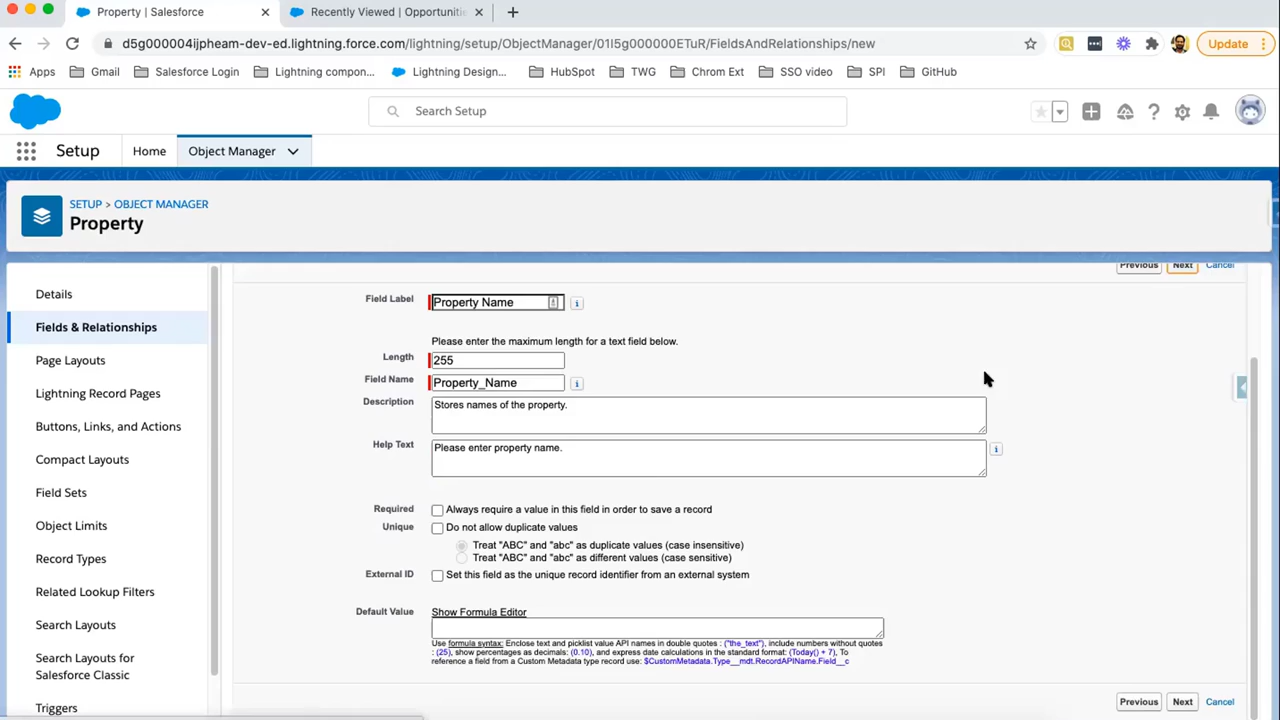 Property | Salesforce
Recently Viewed | Opportunitie
d5g000004ijpheam-dev-ed.lightning.force.com/lightning/setup/ObjectManager/01I5g000000ETuR/FieldsAndRelationships/new
Update
Apps Gmail Salesforce Login Lightning compon... Lightning Design... HubSpot TWG Chrom Ext SSO video SPI GitHub
Search Setup
Setup Home Object Manager
SETUP > OBJECT MANAGER
Property
Details
Fields & Relationships
Page Layouts
Lightning Record Pages
Buttons, Links, and Actions
Compact Layouts
Field Sets
Object Limits
Record Types
Related Lookup Filters
Search Layouts
Search Layouts for
Salesforce Classic
Triggers
Previous Next Cancel
Field Label Property Name
Please enter the maximum length for a text field below.
Length 255
Field Name Property_Name
Description Stores names of the property.
Help Text Please enter property name.
Required Always require a value in this field in order to save a record
Unique Do not allow duplicate values
Treat "ABC" and "abc" as duplicate values (case insensitive)
Treat "ABC" and "abc" as different values (case sensitive)
External ID Set this field as the unique record identifier from an external system
Default Value Show Formula Editor
Use formula syntax: Enclose text and picklist value API names in double quotes : ("the_text"), include numbers without quotes
: (25), show percentages as decimals: (0.10), and express date calculations in the standard format: (Today() + 7), To
reference a field from a Custom Metadata type record use: $CustomMetadata.Type__mdt.RecordAPIName.Field__c
Previous Next Cancel